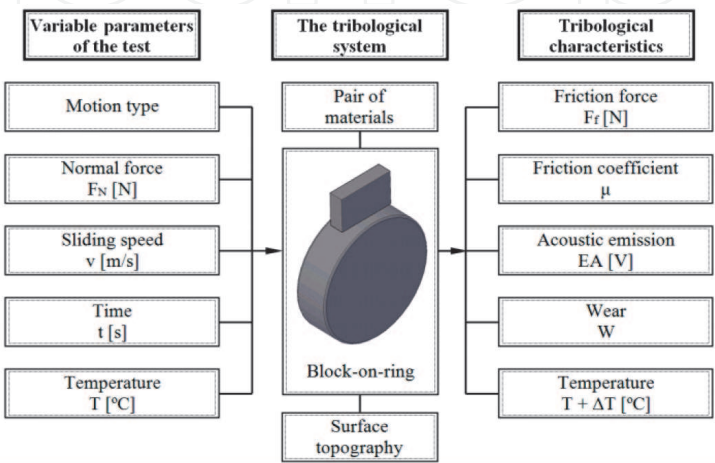 Variable parameters
of the test
The tribological
system
Tribological
characteristics
Motion type
Normal force
F_N [N]
Sliding speed
v [m/s]
Time
t [s]
Temperature
T [ºC]
Pair of
materials
Block-on-ring
Surface
topography
Friction force
F_f [N]
Friction coefficient
μ
Acoustic emission
EA [V]
Wear
W
Temperature
T + ΔT [ºC]